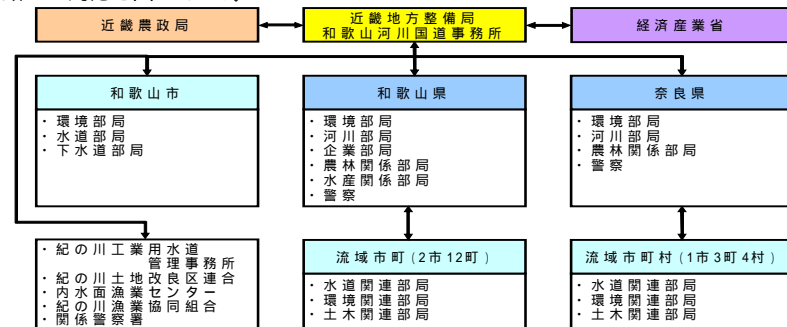 近畿農政局
近畿地方整備局
和歌山河川国道事務所
経済産業省
和歌山市
・環境部局
・水道部局
・下水道部局
和歌山県
・環境部局
・河川部局
・企業部局
・農林関係部局
・水産関係部局
・警察
奈良県
・環境部局
・河川部局
・農林関係部局
・警察
・紀の川工業用水道
管理事務所
・紀の川土地改良区連合
・内水面漁業センター
・紀の川漁業協同組合
・関係警察署
流域市町(2市12町)
・水道関連部局
・環境関連部局
・土木関連部局
流域市町村(1市3町4村)
・水道関連部局
・環境関連部局
・土木関連部局